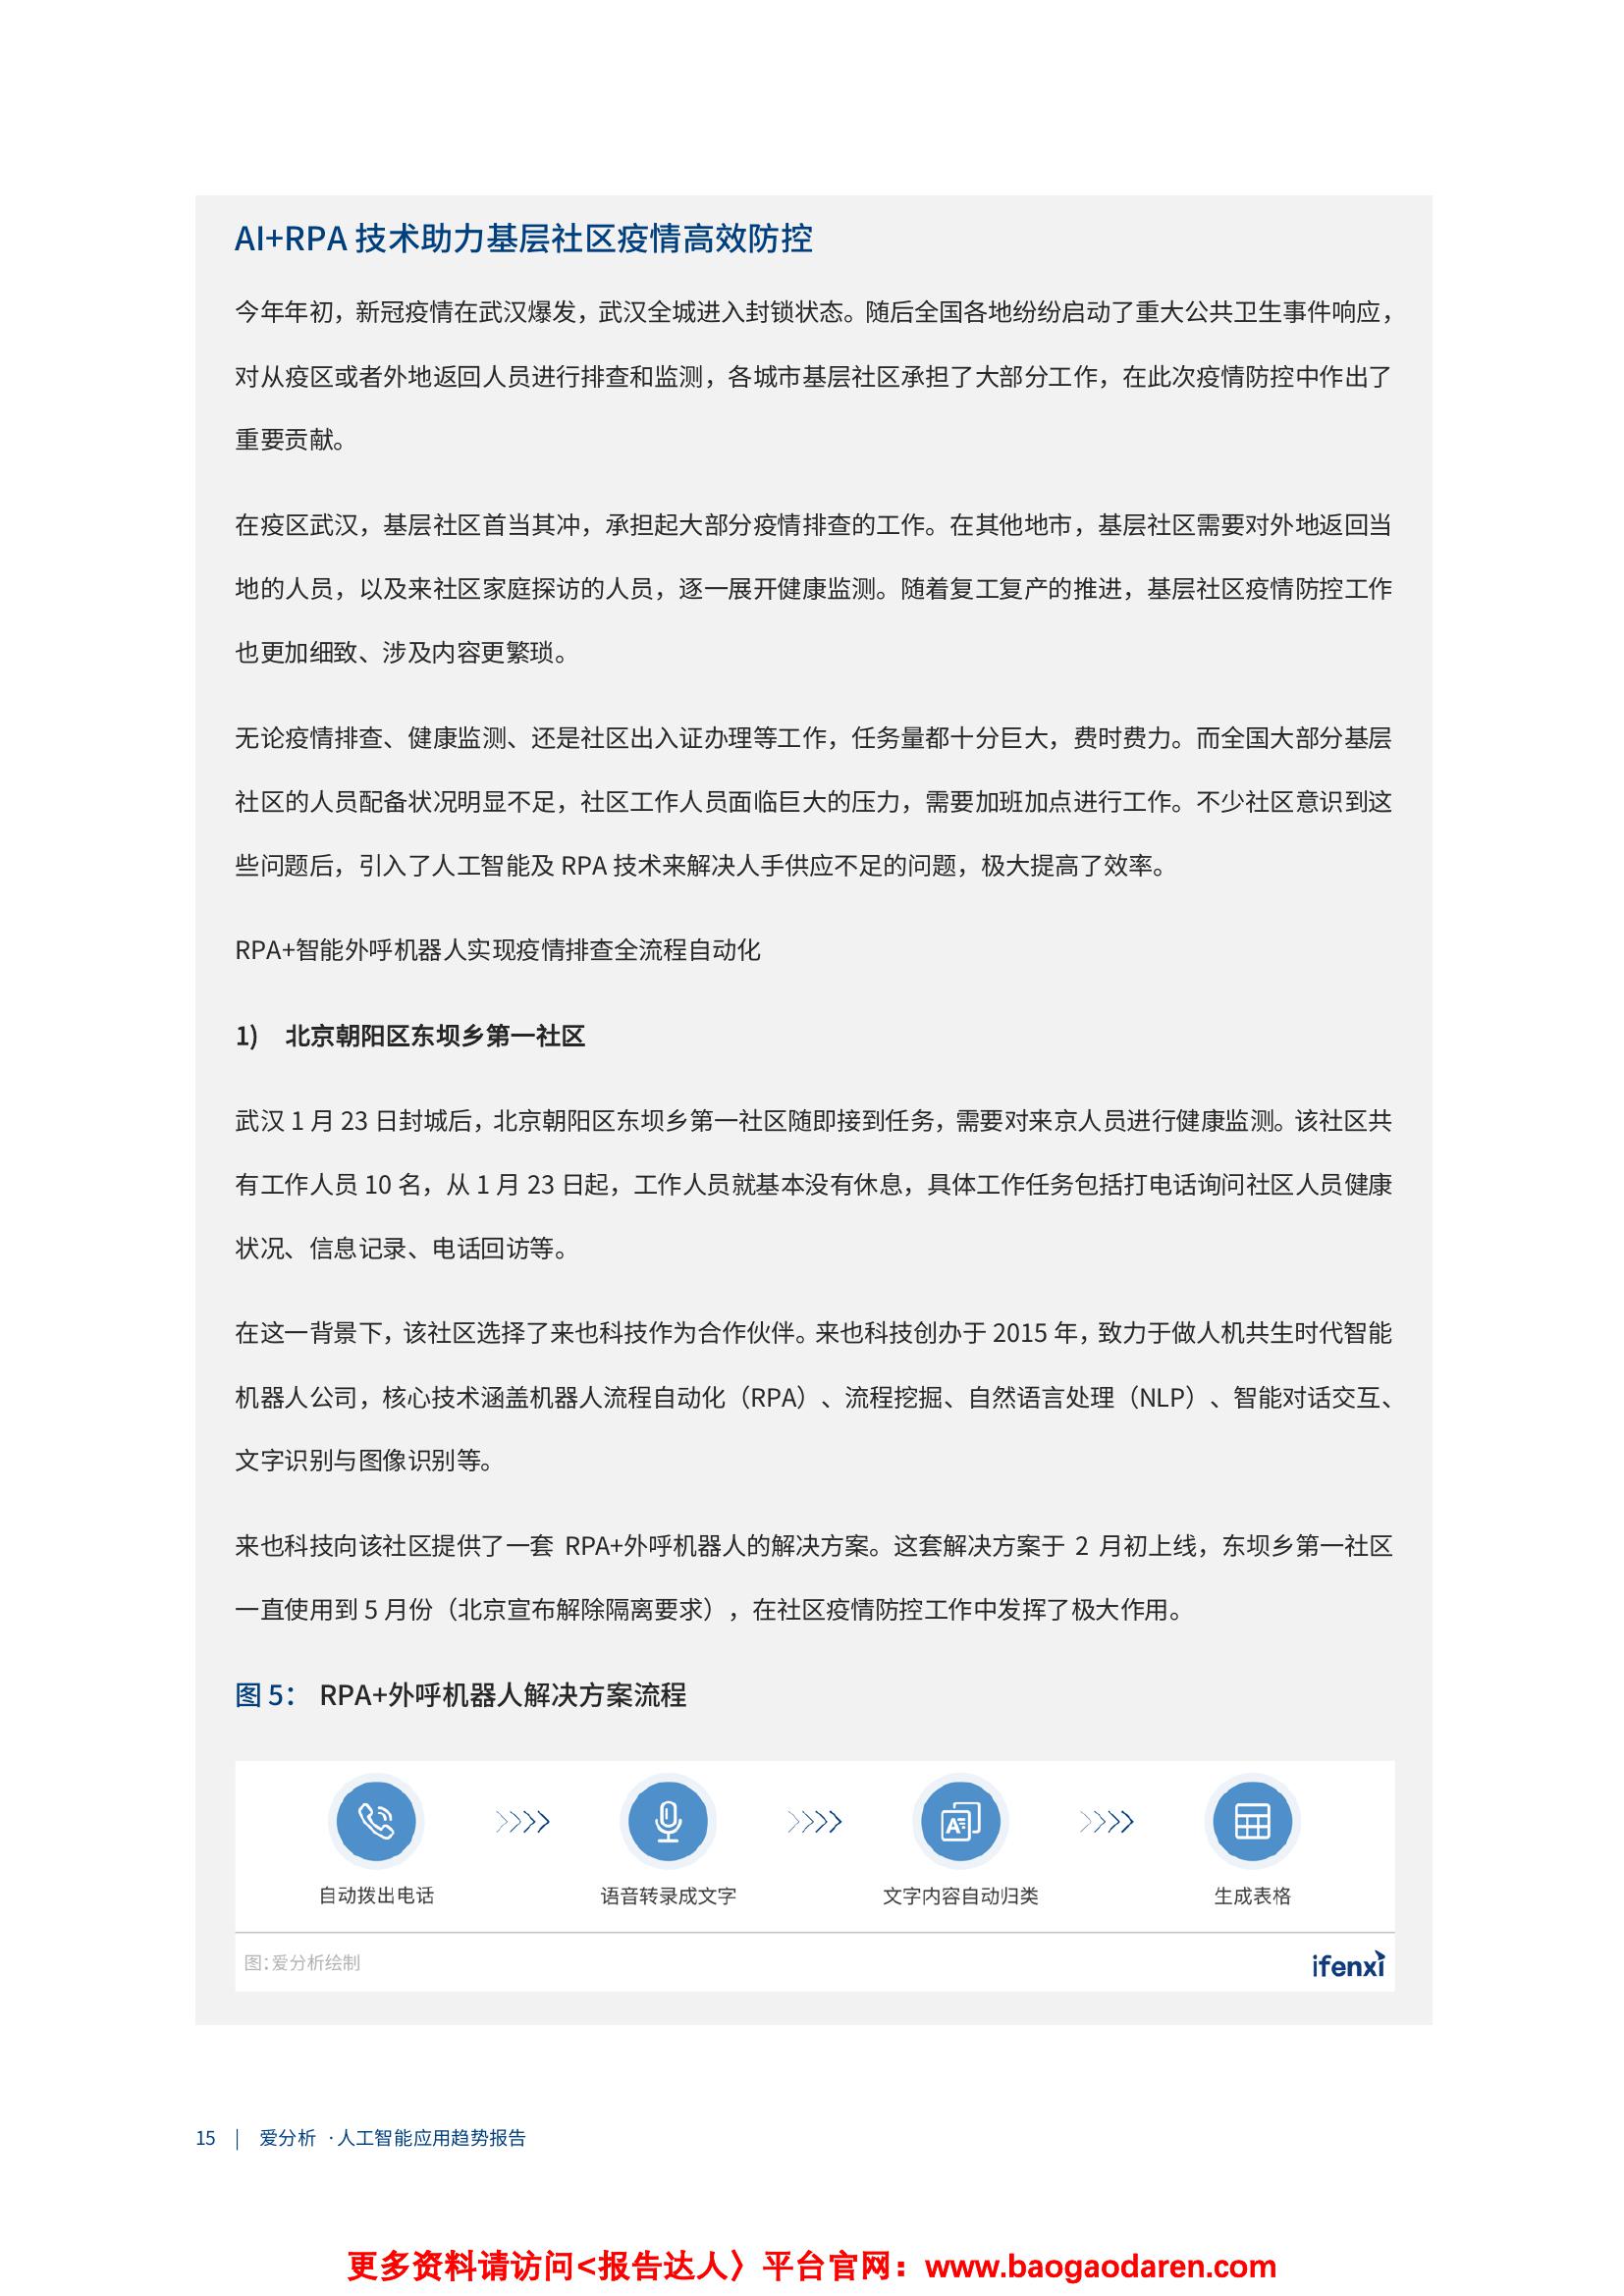 AI+RPA 技术助力基层社区疫情高效防控
今年年初，新冠疫情在武汉爆发，武汉全城进入封锁状态。随后全国各地纷纷启动了重大公共卫生事件响应，
对从疫区或者外地返回人员进行排查和监测，各城市基层社区承担了大部分工作，在此次疫情防控中作出了
重要贡献。
在疫区武汉，基层社区首当其冲，承担起大部分疫情排查的工作。在其他地市，基层社区需要对外地返回当
地的人员，以及来社区家庭探访的人员，逐一展开健康监测。随着复工复产的推进，基层社区疫情防控工作
也更加细致、涉及内容更繁琐。
无论疫情排查、健康监测、还是社区出入证办理等工作，任务量都十分巨大，费时费力。而全国大部分基层
社区的人员配备状况明显不足，社区工作人员面临巨大的压力，需要加班加点进行工作。不少社区意识到这
些问题后，引入了人工智能及 RPA 技术来解决人手供应不足的问题，极大提高了效率。
RPA+智能外呼机器人实现疫情排查全流程自动化
1) 北京朝阳区东坝乡第一社区
武汉 1 月 23 日封城后，北京朝阳区东坝乡第一社区随即接到任务，需要对来京人员进行健康监测。该社区共
有工作人员 10 名，从 1 月 23 日起，工作人员就基本没有休息，具体工作任务包括打电话询问社区人员健康
状况、信息记录、电话回访等。
在这一背景下，该社区选择了来也科技作为合作伙伴。来也科技创办于 2015 年，致力于做人机共生时代智能
机器人公司，核心技术涵盖机器人流程自动化（RPA）、流程挖掘、自然语言处理（NLP）、智能对话交互、
文字识别与图像识别等。
来也科技向该社区提供了一套 RPA+外呼机器人的解决方案。这套解决方案于 2 月初上线，东坝乡第一社区
一直使用到 5 月份（北京宣布解除隔离要求），在社区疫情防控工作中发挥了极大作用。
图 5： RPA+外呼机器人解决方案流程
自动拨出电话 语音转录成文字 文字内容自动归类 生成表格
图：爱分析绘制 ifenxi
15 | 爱分析 ·人工智能应用趋势报告
更多资料请访问<报告达人〉平台官网：www.baogaodaren.com